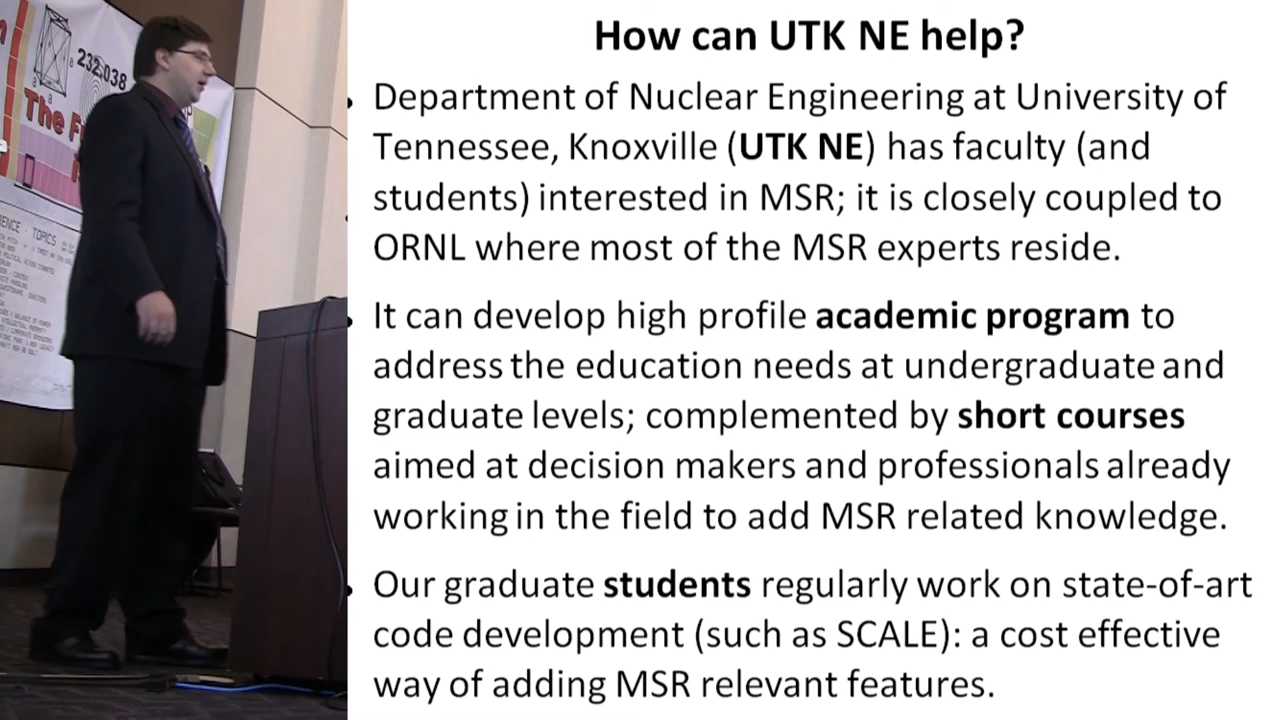 232.038
The F
ENCE - TOPICS
How can UTK NE help?
Department of Nuclear Engineering at University of
Tennessee, Knoxville (UTK NE) has faculty (and
students) interested in MSR; it is closely coupled to
ORNL where most of the MSR experts reside.
It can develop high profile academic program to
address the education needs at undergraduate and
graduate levels; complemented by short courses
aimed at decision makers and professionals already
working in the field to add MSR related knowledge.
Our graduate students regularly work on state-of-art
code development (such as SCALE): a cost effective
way of adding MSR relevant features.